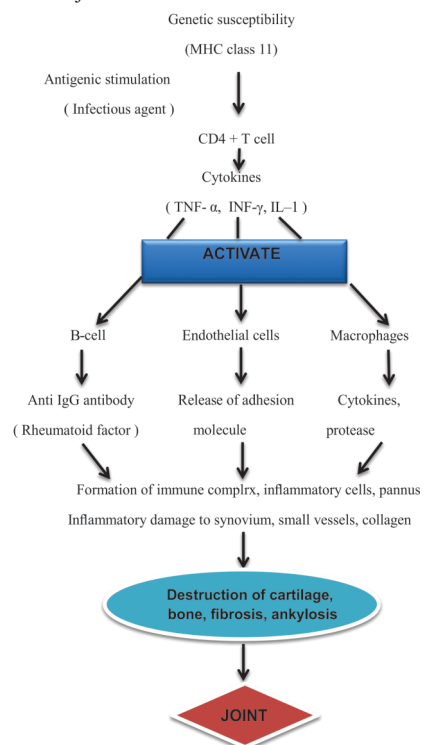 Genetic susceptibility
(MHC class 11)
Antigenic stimulation
( Infectious agent )
CD4 + T cell
Cytokines
( TNF- α, INF-γ, IL–1 )
ACTIVATE
B-cell Endothelial cells Macrophages
Anti IgG antibody Release of adhesion Cytokines,
( Rheumatoid factor ) molecule protease
Formation of immune complrx, inflammatory cells, pannus
Inflammatory damage to synovium, small vessels, collagen
Destruction of cartilage,
bone, fibrosis, ankylosis
JOINT